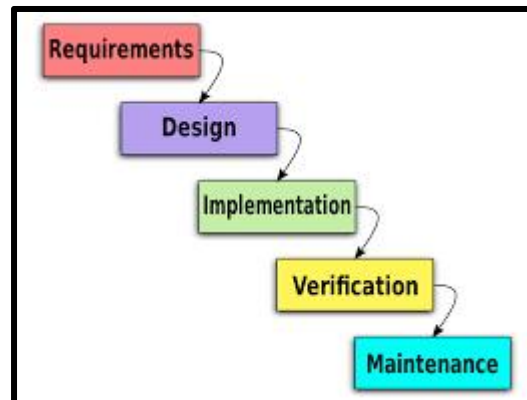 Requirements
Design
Implementation
Verification
Maintenance